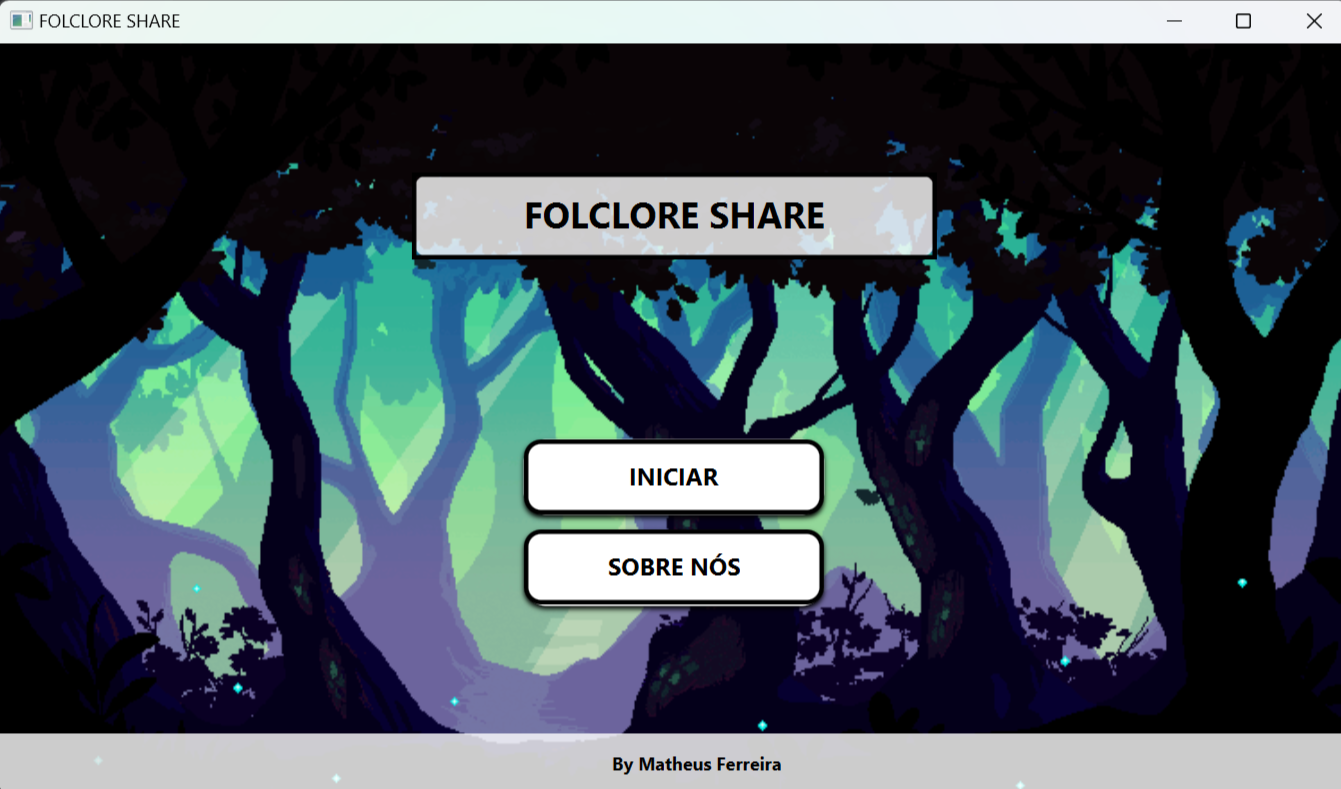 FOLCLORE SHARE
FOLCLORE SHARE
INICIAR
SOBRE NÓS
By Matheus Ferreira